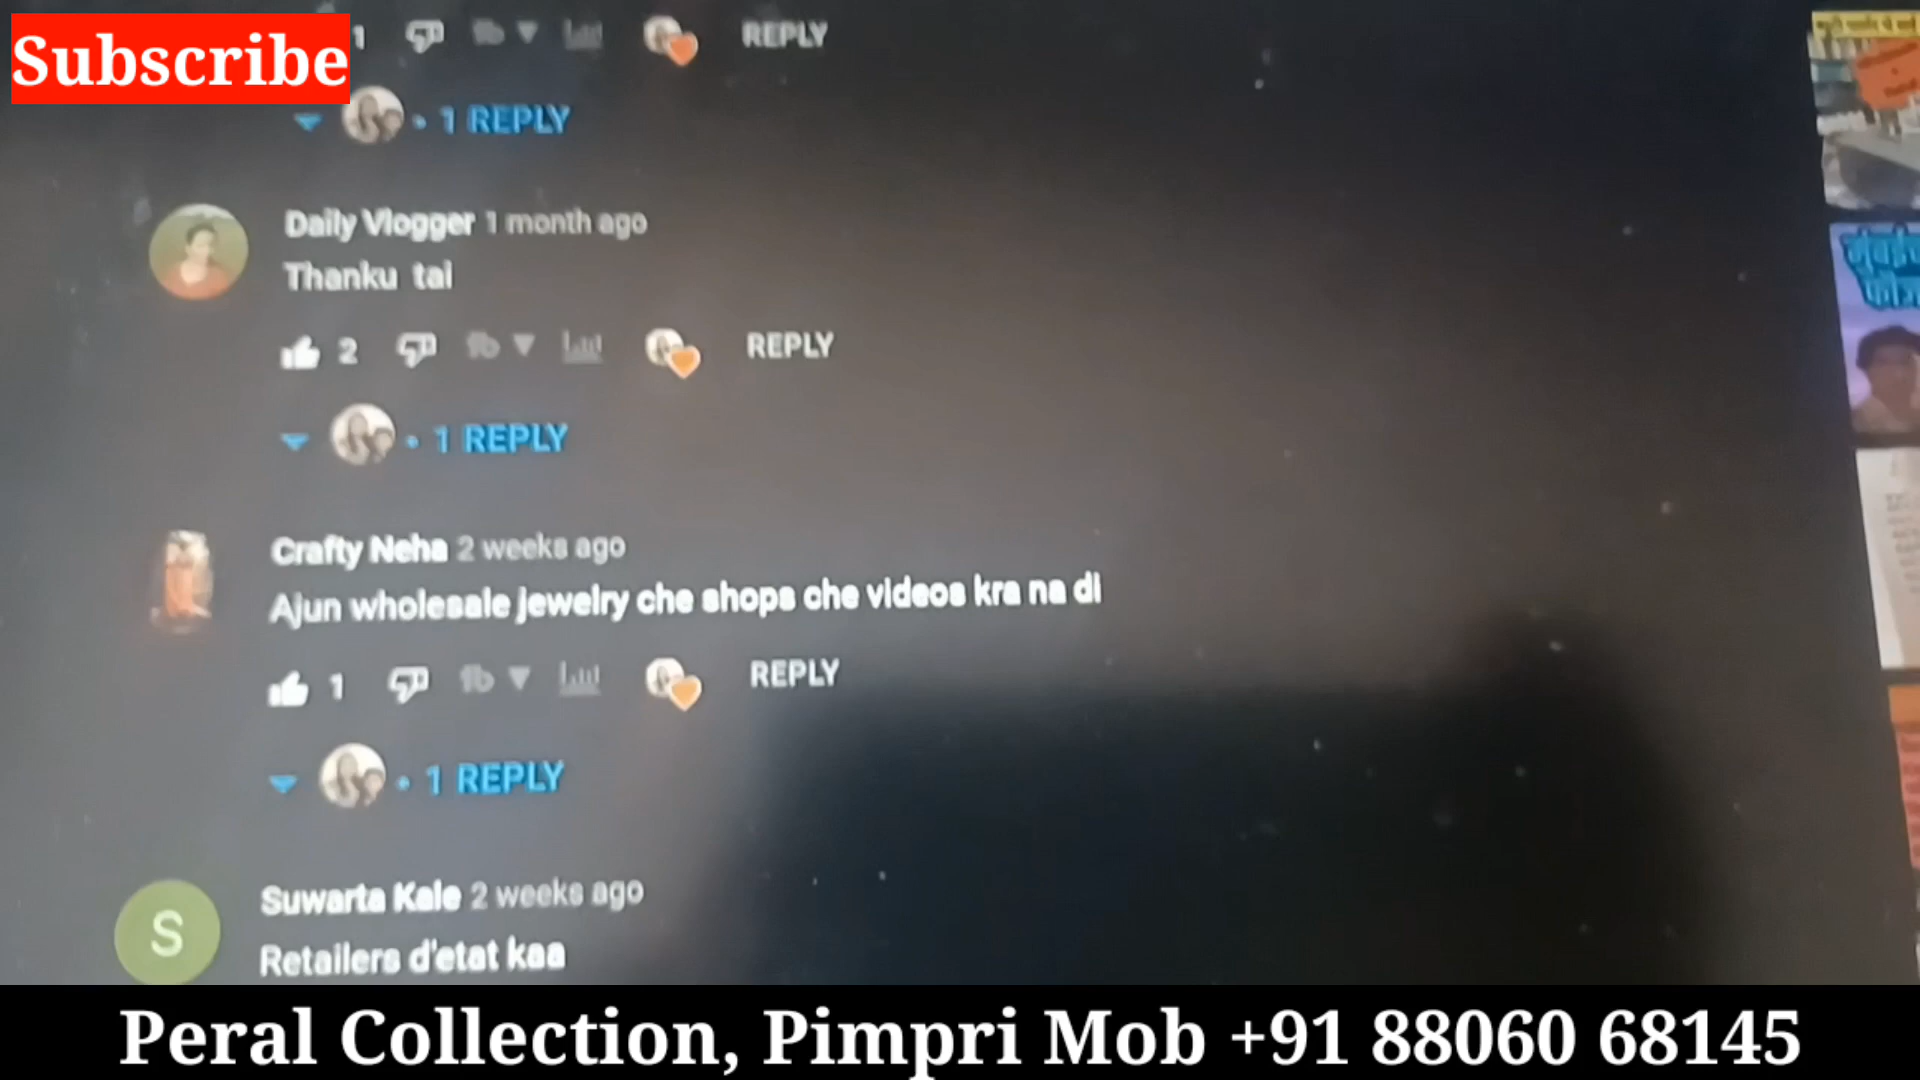 Subscribe
1 REPLY
1 REPLY
Daily Vlogger 1 month ago
Thanku tai
2 REPLY
1 REPLY
Crafty Neha 2 weeks ago
Ajun wholesale jewelry che shops che videos kra na di
1 REPLY
1 REPLY
S
Suwarta Kale 2 weeks ago
Retailers d'etat kaa
Peral Collection, Pimpri Mob +91 88060 68145